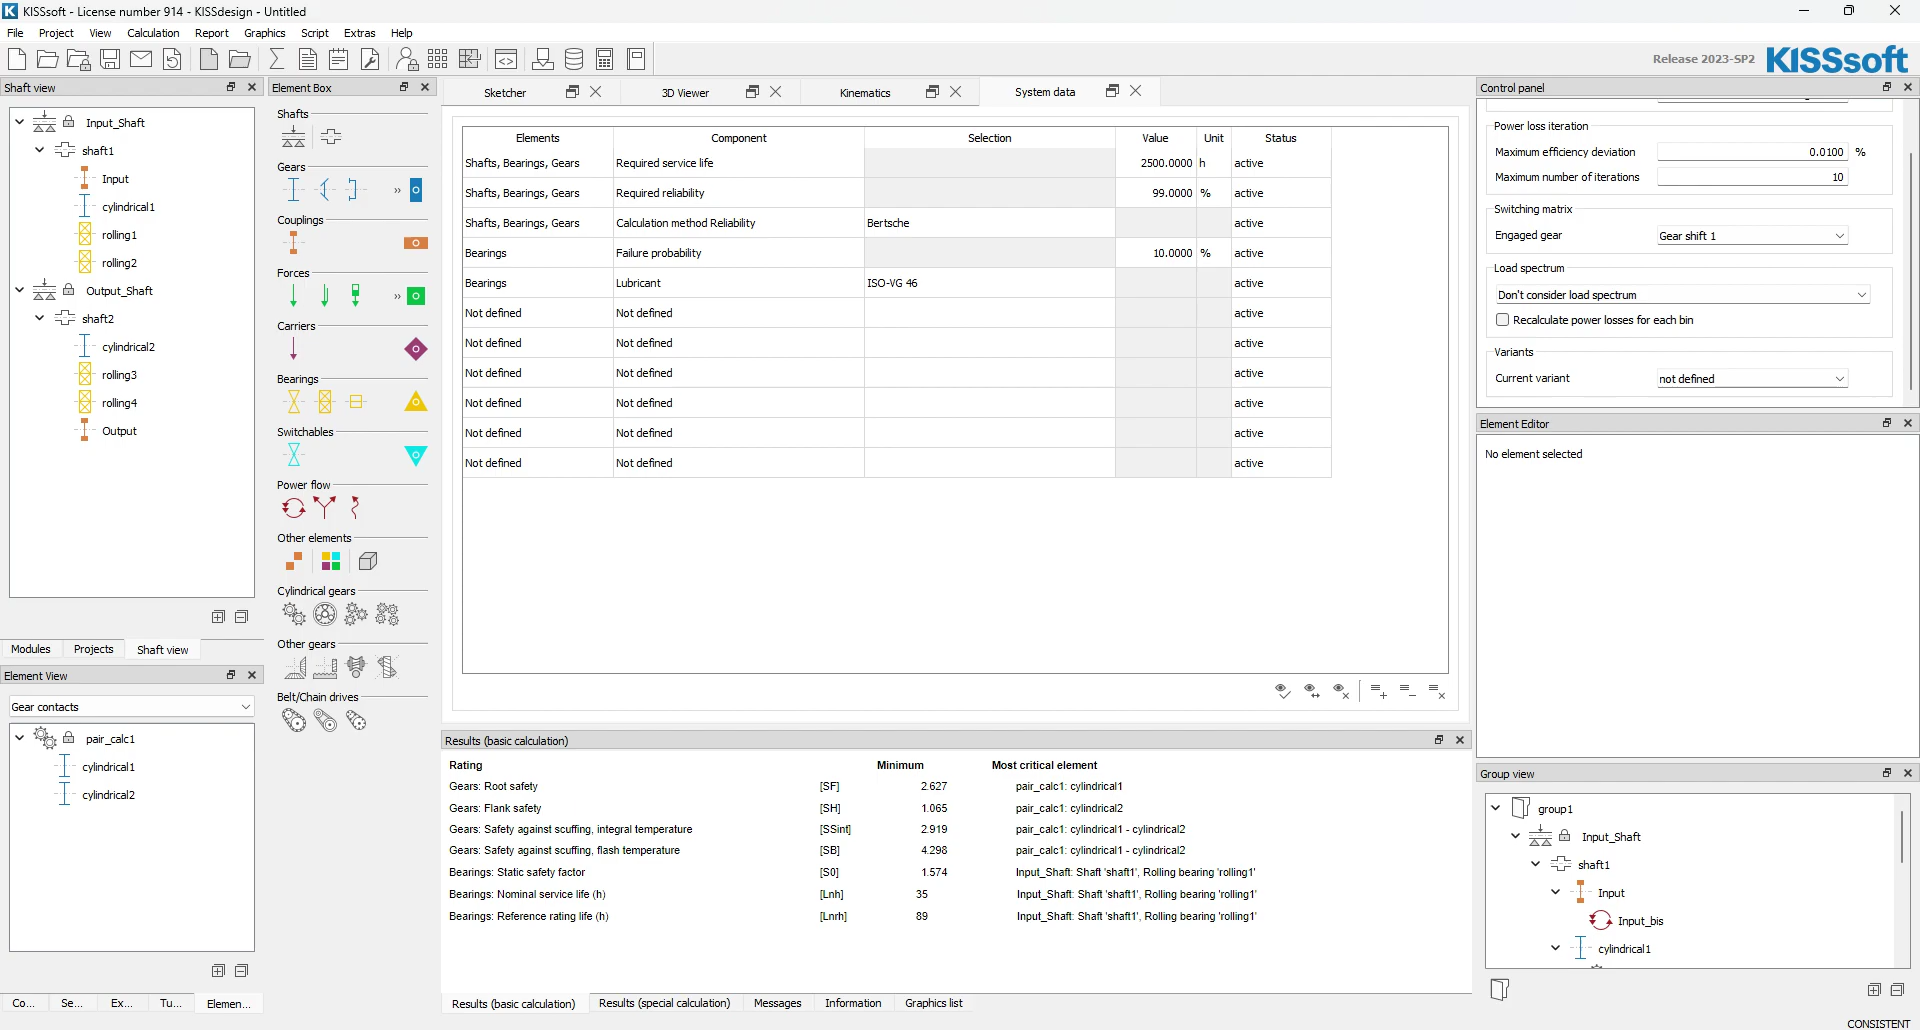 KISSsoft - License number 914 - KISSdesign - Untitled
File Project View Calculation Report Graphics Script Extras Help
Release 2023-SP2 KISSsoft
Shaft view
Input_Shaft
shaft1
Input
cylindrical1
rolling1
rolling2
Output_Shaft
shaft2
cylindrical2
rolling3
rolling4
Output
Modules Projects Shaft view
Element View
Gear contacts
pair_calc1
cylindrical1
cylindrical2
Co... Se... Ex... Tu... Elemen...
Element Box
Shafts
Gears
Couplings
Forces
Carriers
Bearings
Switchables
Power flow
Other elements
Cylindrical gears
Other gears
Belt/Chain drives
Sketcher 3D Viewer Kinematics System data
Elements Component Selection Value Unit Status
Shafts, Bearings, Gears Required service life 2500.0000 h active
Shafts, Bearings, Gears Required reliability 99.0000 % active
Shafts, Bearings, Gears Calculation method Reliability Bertsche active
Bearings Failure probability 10.0000 % active
Bearings Lubricant ISO-VG 46 active
Not defined Not defined active
Not defined Not defined active
Not defined Not defined active
Not defined Not defined active
Not defined Not defined active
Not defined Not defined active
Results (basic calculation)
Rating Minimum Most critical element
Gears: Root safety [SF] 2.627 pair_calc1: cylindrical1
Gears: Flank safety [SH] 1.065 pair_calc1: cylindrical2
Gears: Safety against scuffing, integral temperature [SSint] 2.919 pair_calc1: cylindrical1 - cylindrical2
Gears: Safety against scuffing, flash temperature [SB] 4.298 pair_calc1: cylindrical1 - cylindrical2
Bearings: Static safety factor [S0] 1.574 Input_Shaft: Shaft 'shaft1', Rolling bearing 'rolling1'
Bearings: Nominal service life (h) [Lnh] 35 Input_Shaft: Shaft 'shaft1', Rolling bearing 'rolling1'
Bearings: Reference rating life (h) [Lnrh] 89 Input_Shaft: Shaft 'shaft1', Rolling bearing 'rolling1'
Results (basic calculation) Results (special calculation) Messages Information Graphics list
Control panel
Power loss iteration
Maximum efficiency deviation 0.0100 %
Maximum number of iterations 10
Switching matrix
Engaged gear Gear shift 1
Load spectrum
Don't consider load spectrum
Recalculate power losses for each bin
Variants
Current variant not defined
Element Editor
No element selected
Group view
group1
Input_Shaft
shaft1
Input
Input_bis
cylindrical1
CONSISTENT